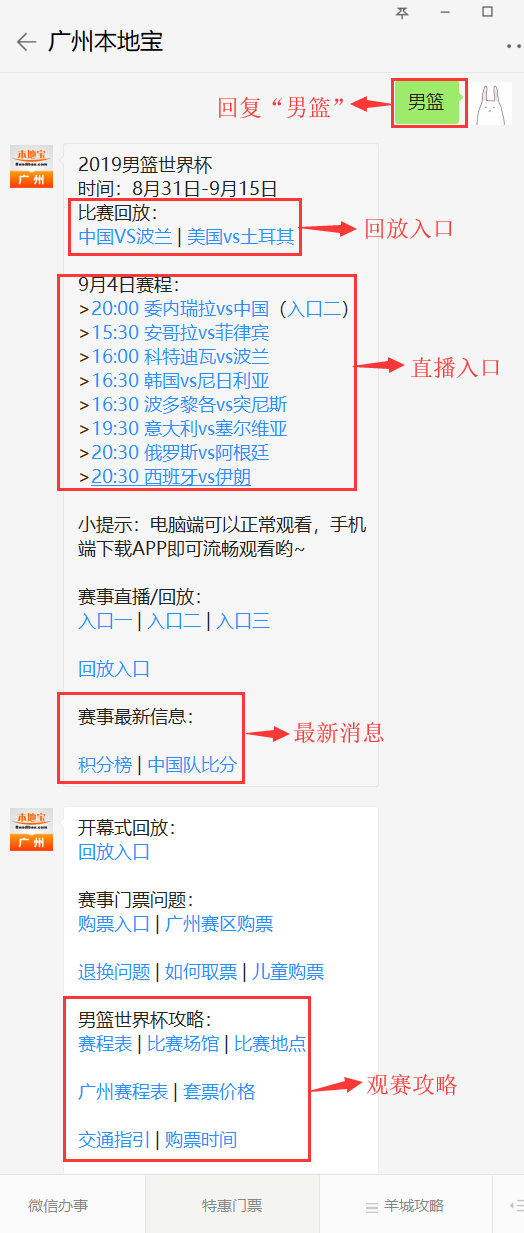 广州本地宝
回复“男篮”
男篮
本地宝
Bendibao.com
广州
2019男篮世界杯
时间：8月31日-9月15日
比赛回放：
中国VS波兰 | 美国vs土耳其
回放入口
9月4日赛程：
>20:00 委内瑞拉vs中国（入口二）
>15:30 安哥拉vs菲律宾
>16:00 科特迪瓦vs波兰
直播入口
>16:30 韩国vs尼日利亚
>16:30 波多黎各vs突尼斯
>19:30 意大利vs塞尔维亚
>20:30 俄罗斯vs阿根廷
>20:30 西班牙vs伊朗
小提示：电脑端可以正常观看，手机
端下载APP即可流畅观看哟~
赛事直播/回放：
入口一 | 入口二 | 入口三
回放入口
赛事最新信息：
最新消息
积分榜 | 中国队比分
本地宝
Bendibao.com
广州
开幕式回放：
回放入口
赛事门票问题：
购票入口 | 广州赛区购票
退换问题 | 如何取票 | 儿童购票
男篮世界杯攻略：
赛程表 | 比赛场馆 | 比赛地点
广州赛程表 | 套票价格
观赛攻略
交通指引 | 购票时间
微信办事
特惠门票
羊城攻略